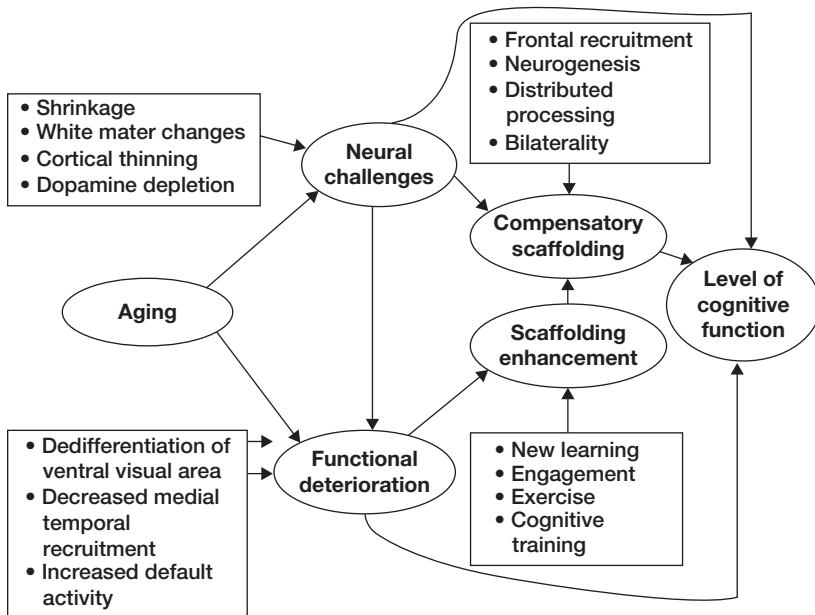 • Frontal recruitment
• Neurogenesis
• Distributed
processing
• Bilaterality
• Shrinkage
• White mater changes
• Cortical thinning
• Dopamine depletion
Neural
challenges
Compensatory
scaffolding
Level of
cognitive
function
Aging
Scaffolding
enhancement
• Dedifferentiation of
ventral visual area
• Decreased medial
temporal
recruitment
• Increased default
activity
Functional
deterioration
• New learning
• Engagement
• Exercise
• Cognitive
training